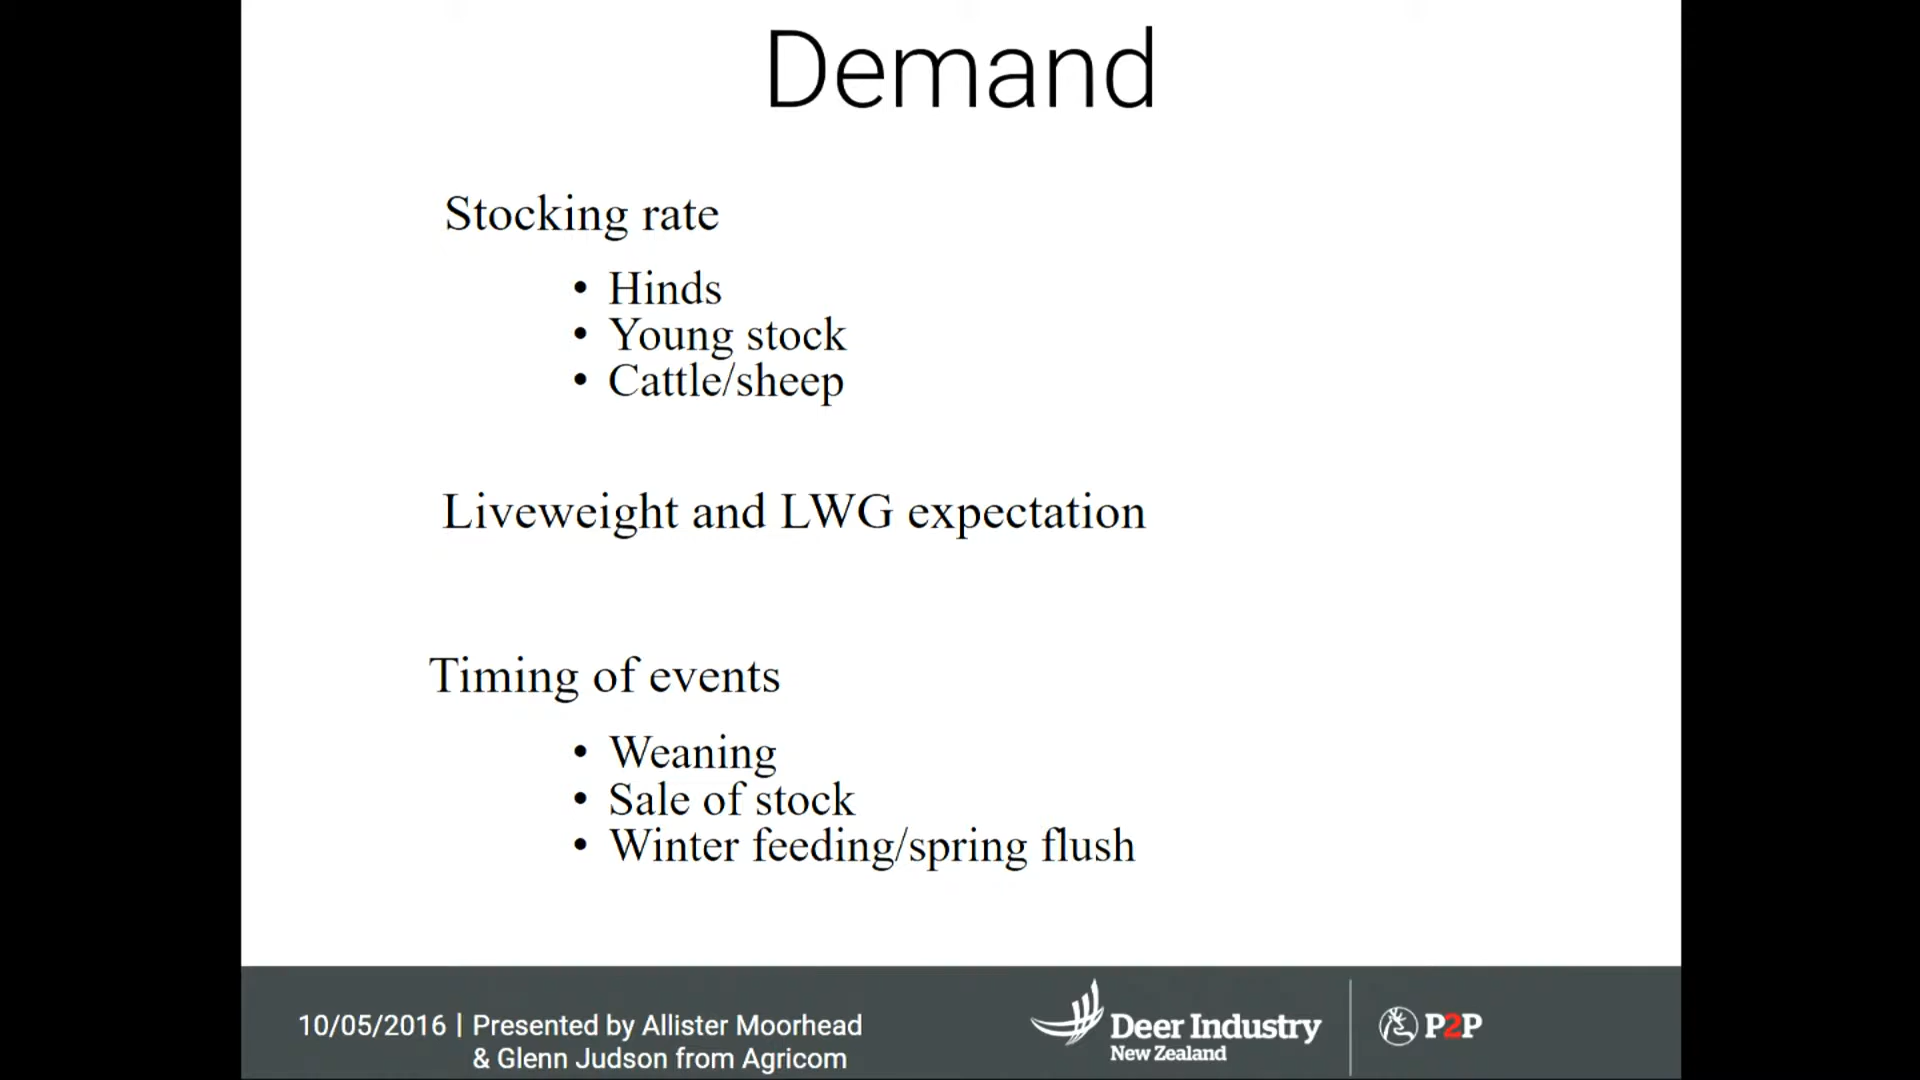 Demand
Stocking rate
• Hinds
• Young stock
• Cattle/sheep
Liveweight and LWG expectation
Timing of events
• Weaning
• Sale of stock
• Winter feeding/spring flush
10/05/2016 | Presented by Allister Moorhead
& Glenn Judson from Agricom
Deer Industry
New Zealand
P2P